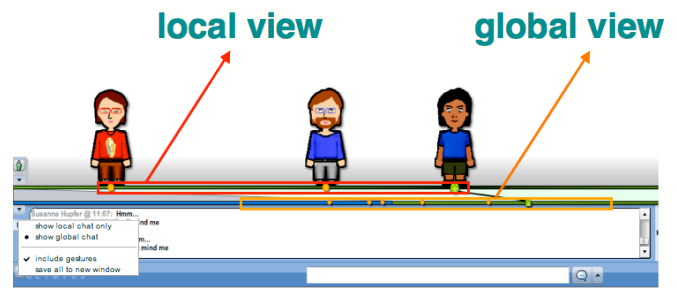 local view
global view
Susanne Hupfer @ 11:07: Hmm...
nd me
show local chat only
show global chat
m...
mind me
include gestures
save all to new window